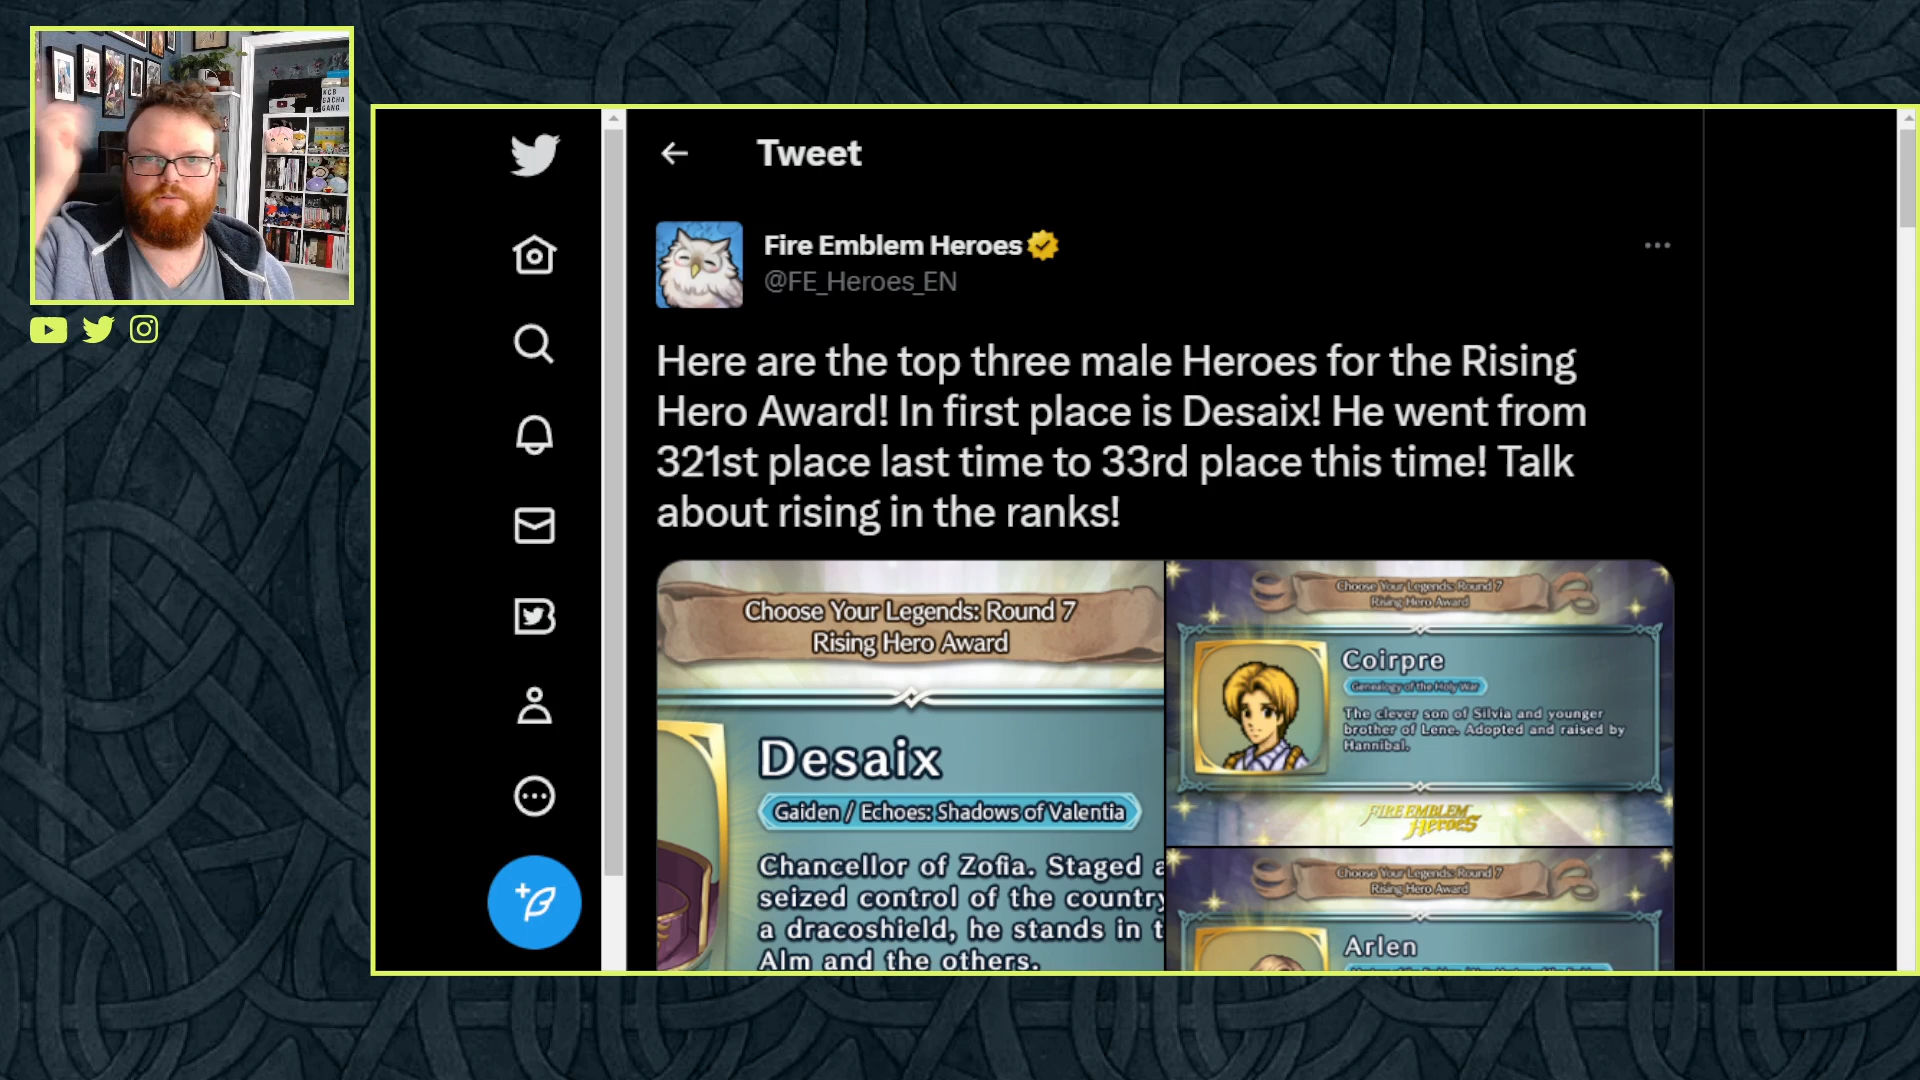 KCB
GACHA
GANG
Tweet
Fire Emblem Heroes
@FE_Heroes_EN
Here are the top three male Heroes for the Rising
Hero Award! In first place is Desaix! He went from
321st place last time to 33rd place this time! Talk
about rising in the ranks!
Choose Your Legends: Round 7
Rising Hero Award
Desaix
Gaiden / Echoes: Shadows of Valentia
Chancellor of Zofia. Staged a
seized control of the country
a dracoshield, he stands in t
Alm and the others.
Choose Your Legends: Round 7
Rising Hero Award
Coirpre
Genealogy of the Holy War
The clever son of Silvia and younger
brother of Lene. Adopted and raised by
Hannibal.
FIRE EMBLEM
Heroes
Choose Your Legends: Round 7
Rising Hero Award
Arlen